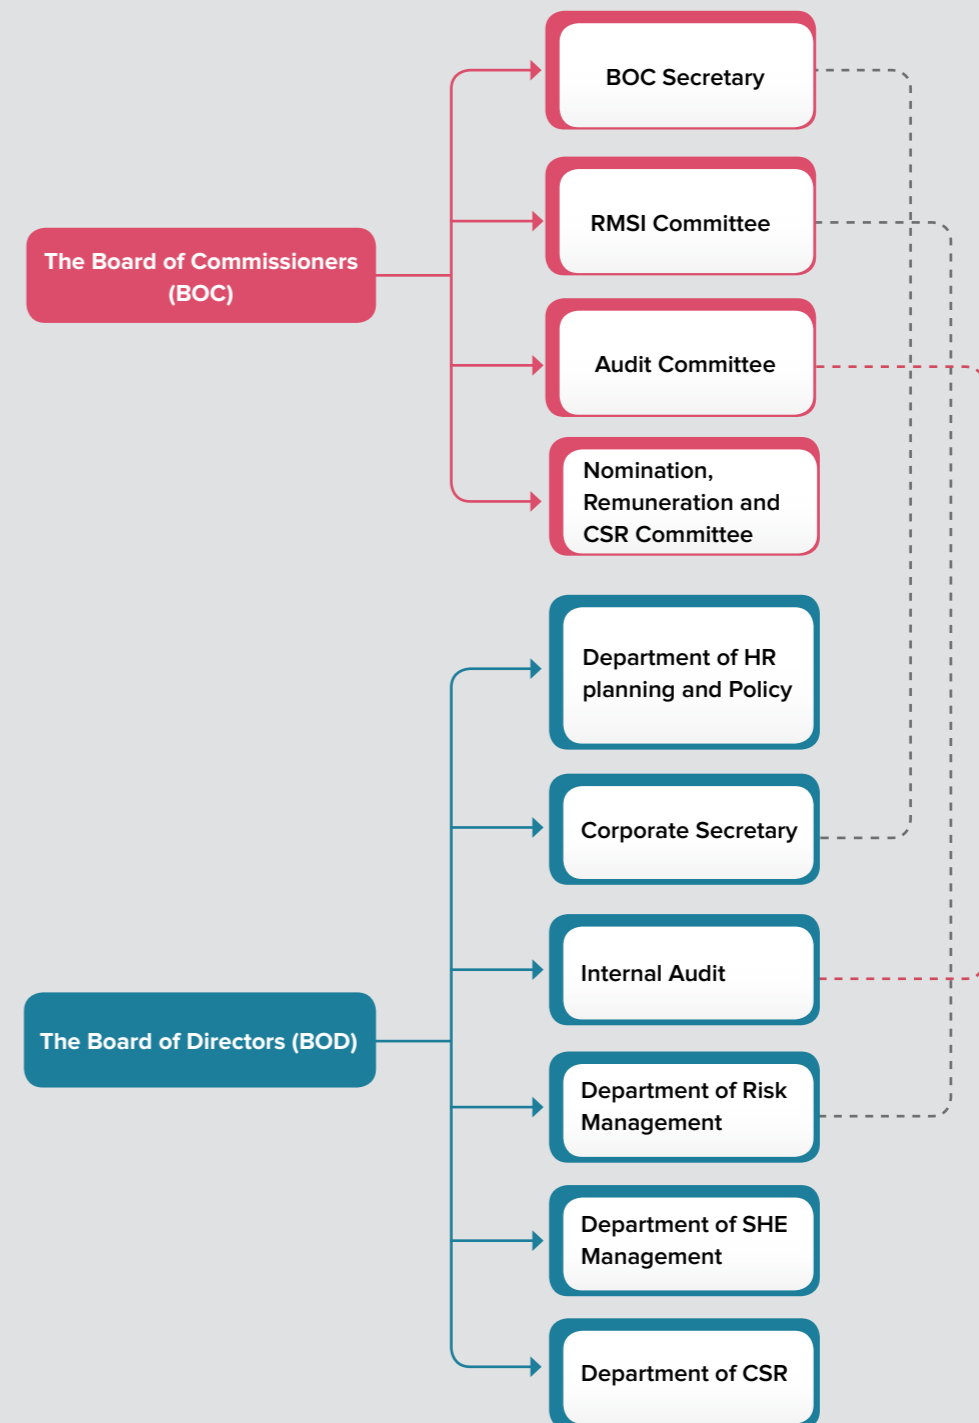 BOC Secretary
RMSI Committee
The Board of Commissioners
(BOC)
Audit Committee
Nomination,
Remuneration and
CSR Committee
Department of HR
planning and Policy
Corporate Secretary
Internal Audit
The Board of Directors (BOD)
Department of Risk
Management
Department of SHE
Management
Department of CSR